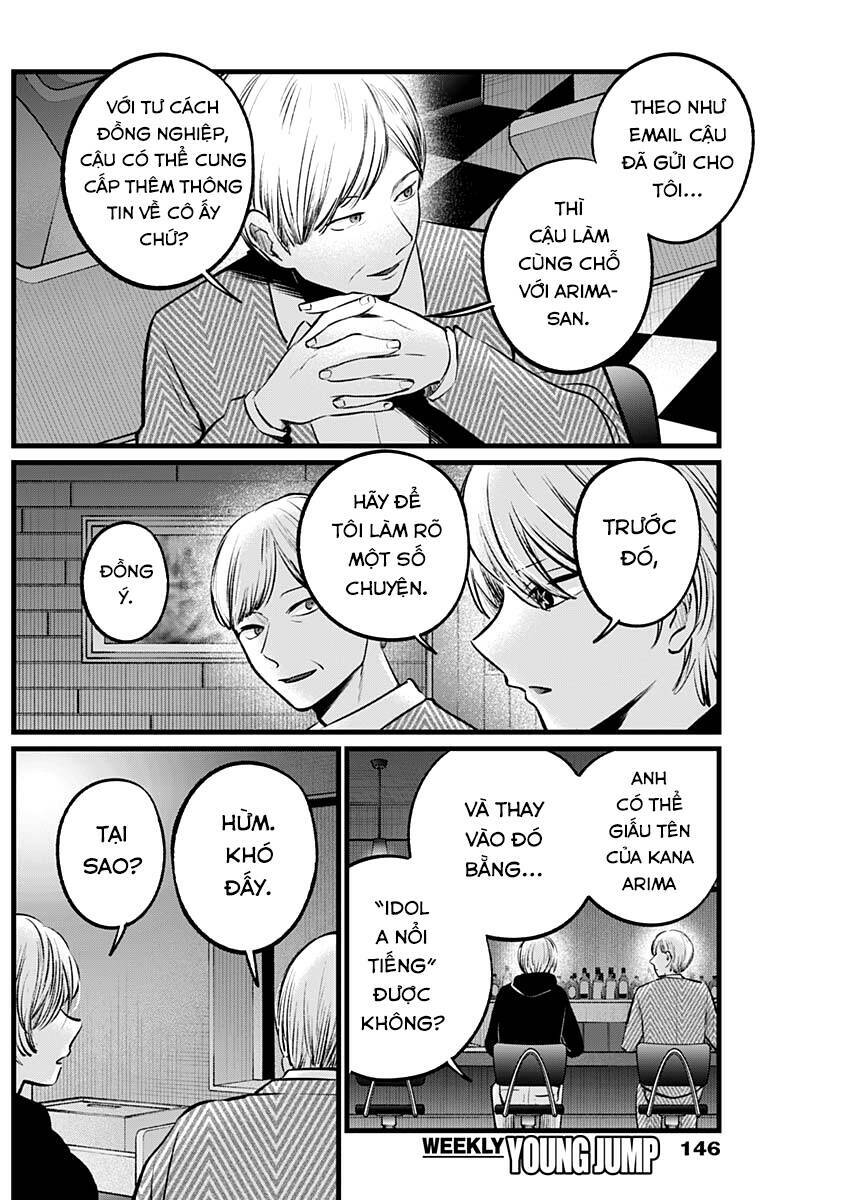 THEO NHƯ
EMAIL CẬU
ĐÃ GỬI CHO
TÔI...
THÌ
CẬU LÀM
CÙNG CHỖ
VỚI ARIMA-
SAN.
VỚI TƯ CÁCH
ĐỒNG NGHIỆP,
CẬU CÓ THỂ CUNG
CẤP THÊM THÔNG
TIN VỀ CÔ ẤY
CHỨ?
TRƯỚC
ĐÓ,
HÃY ĐỂ
TÔI LÀM RÕ
MỘT SỐ
CHUYỆN.
ĐỒNG
Ý.
ANH
CÓ THỂ
GIẤU TÊN
CỦA KANA
ARIMA
VÀ THAY
VÀO ĐÓ
BẰNG...
“IDOL
A NỔI
TIẾNG”
ĐƯỢC
KHÔNG?
HỪM.
KHÓ
ĐẤY.
TẠI
SAO?
WEEKLY YOUNG JUMP 146